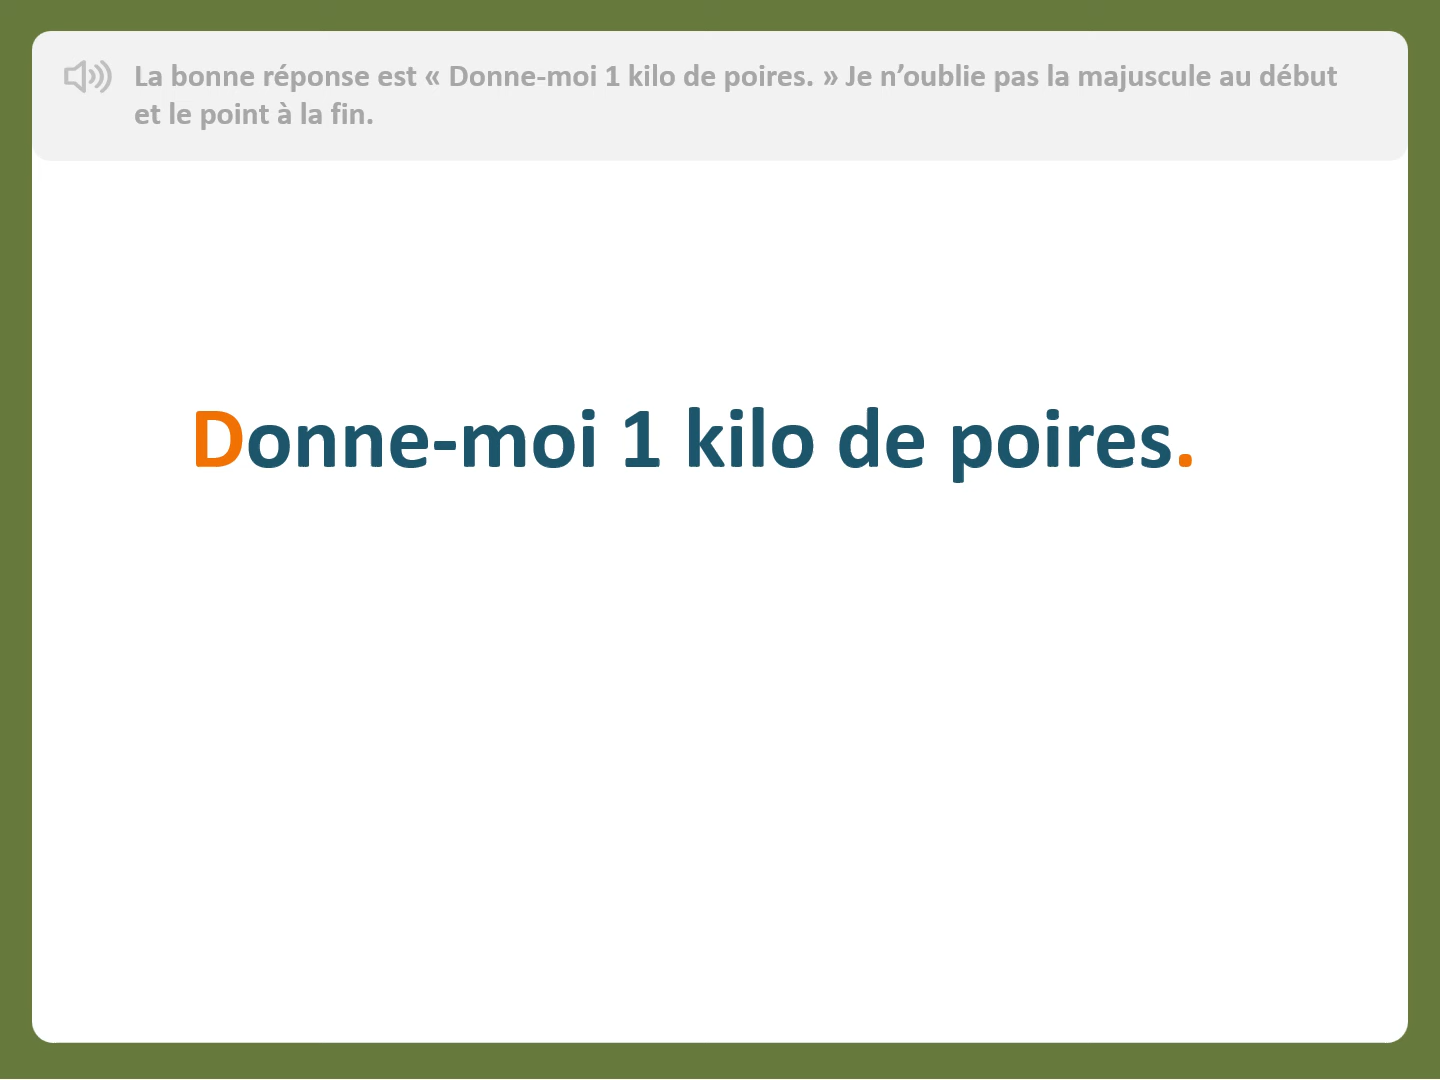 La bonne réponse est « Donne-moi 1 kilo de poires. » Je n’oublie pas la majuscule au début
et le point à la fin.
Donne-moi 1 kilo de poires.